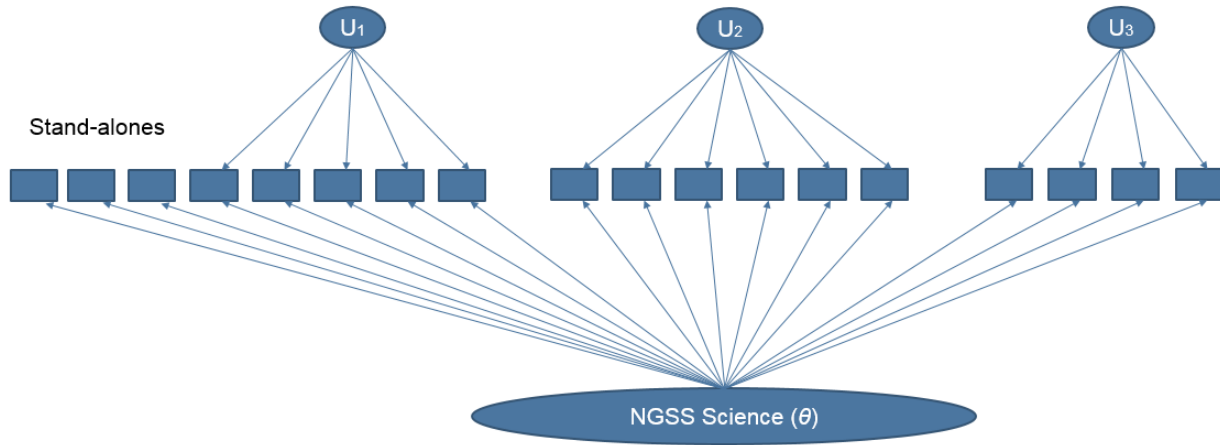 U₁
U₂
U₃
Stand-alones
NGSS Science (θ)